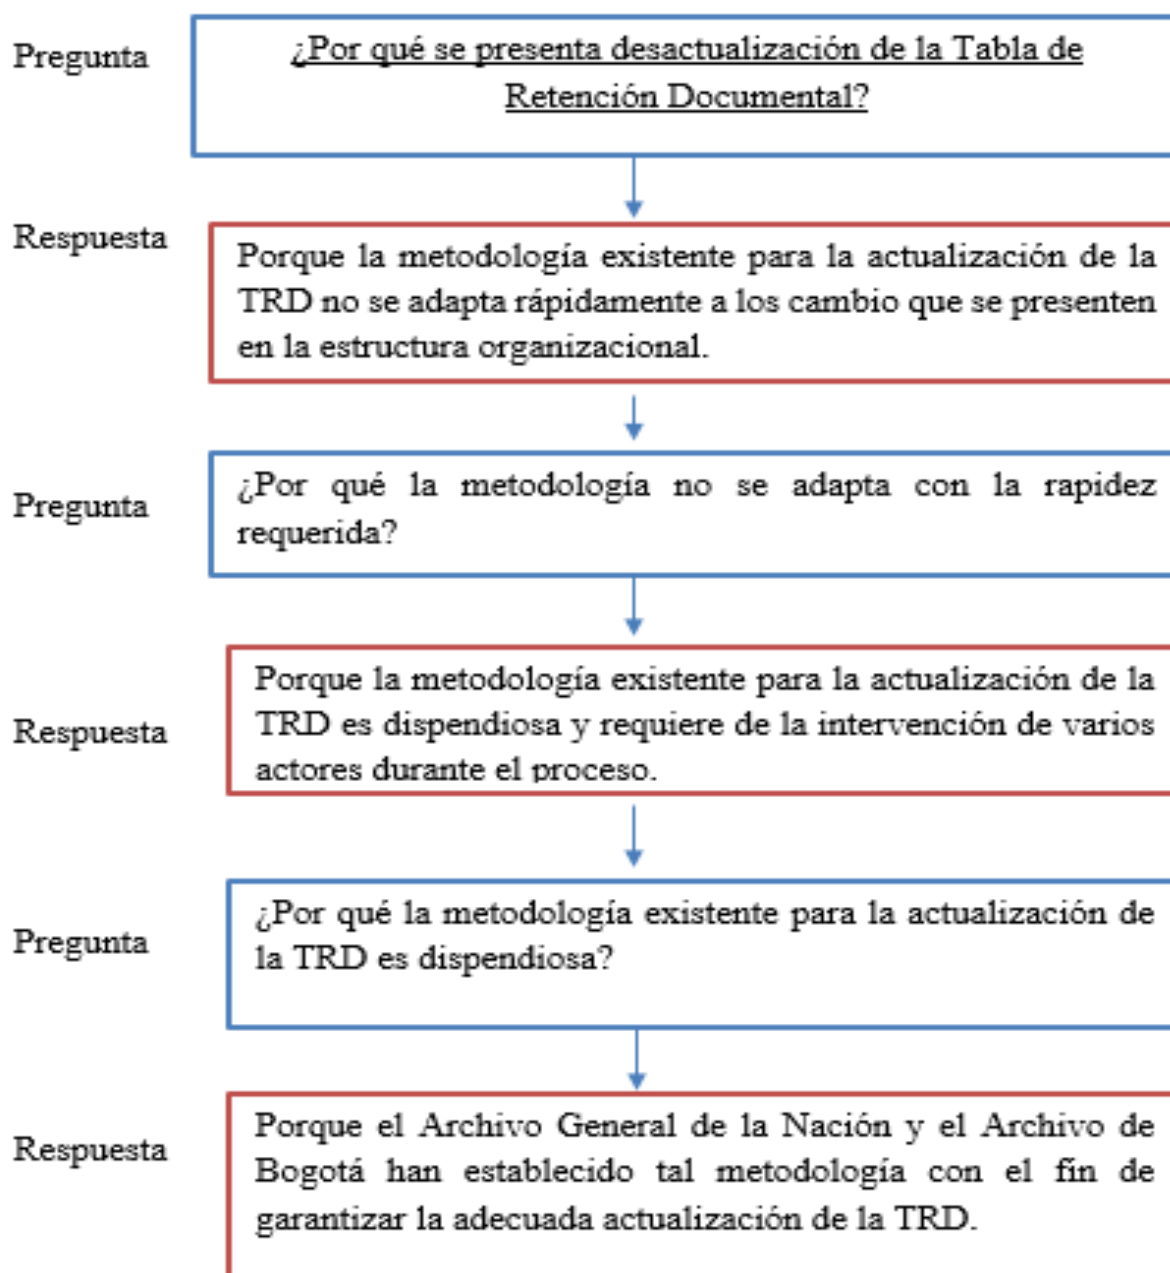 Pregunta
¿Por qué se presenta desactualización de la Tabla de
Retención Documental?
Respuesta
Porque la metodología existente para la actualización de la
TRD no se adapta rápidamente a los cambio que se presenten
en la estructura organizacional.
Pregunta
¿Por qué la metodología no se adapta con la rapidez
requerida?
Respuesta
Porque la metodología existente para la actualización de la
TRD es dispendiosa y requiere de la intervención de varios
actores durante el proceso.
Pregunta
¿Por qué la metodología existente para la actualización de
la TRD es dispendiosa?
Respuesta
Porque el Archivo General de la Nación y el Archivo de
Bogotá han establecido tal metodología con el fin de
garantizar la adecuada actualización de la TRD.